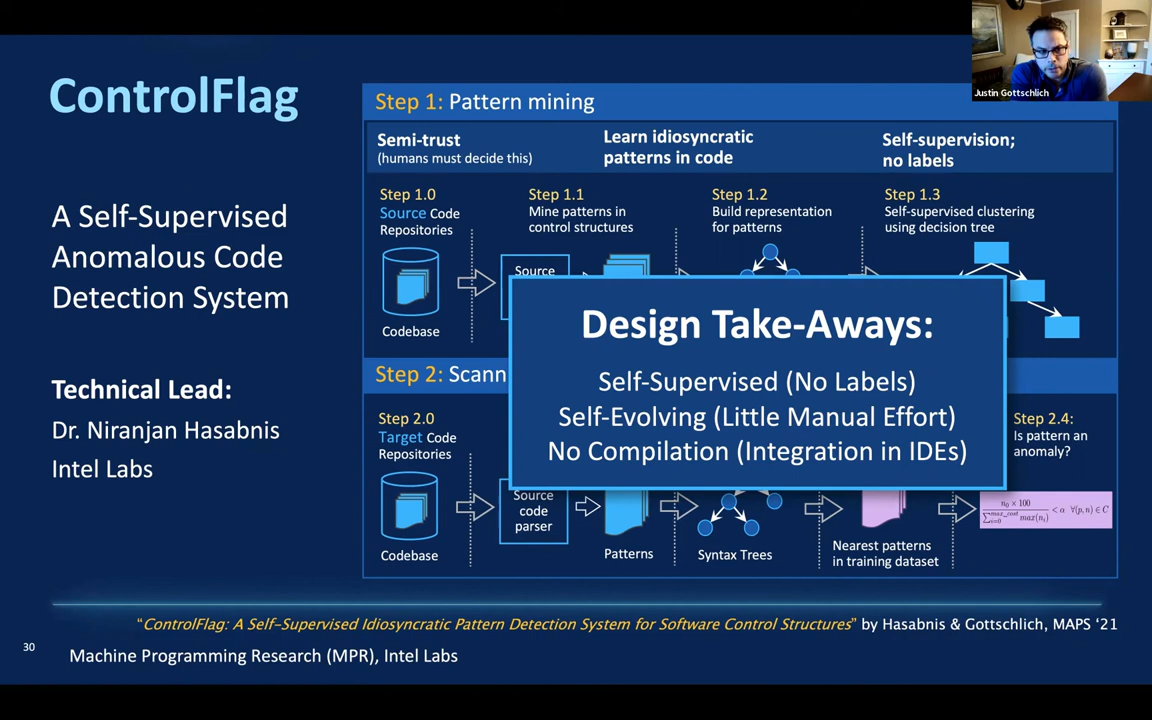 ControlFlag
A Self-Supervised
Anomalous Code
Detection System
Technical Lead:
Dr. Niranjan Hasabnis
Intel Labs
Justin Gottschlich
Step 1: Pattern mining
Semi-trust
(humans must decide this)
Learn idiosyncratic
patterns in code
Self-supervision;
no labels
Step 1.0
Source Code
Repositories
Codebase
Step 1.1
Mine patterns in
control structures
Source
Step 1.2
Build representation
for patterns
Step 1.3
Self-supervised clustering
using decision tree
Design Take-Aways:
Self-Supervised (No Labels)
Self-Evolving (Little Manual Effort)
No Compilation (Integration in IDEs)
Step 2: Scann
Step 2.0
Target Code
Repositories
Codebase
Source
code
parser
Patterns
Syntax Trees
Nearest patterns
in training dataset
Step 2.4:
Is pattern an
anomaly?
n₀ × 100
∑ max_cost i=0 max(nᵢ) < α ∀(p,n) ∈ C
"ControlFlag: A Self-Supervised Idiosyncratic Pattern Detection System for Software Control Structures" by Hasabnis & Gottschlich, MAPS '21
30
Machine Programming Research (MPR), Intel Labs